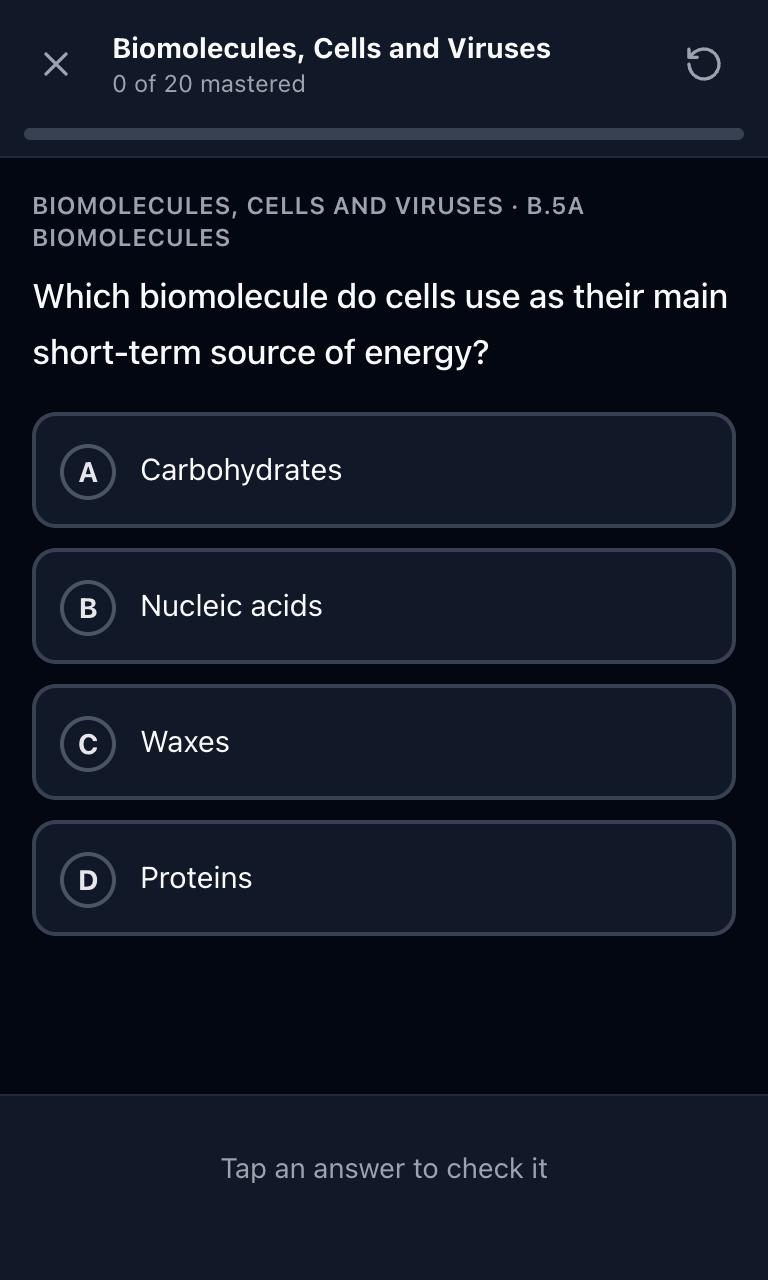 Biomolecules, Cells and Viruses
0 of 20 mastered
BIOMOLECULES, CELLS AND VIRUSES · B.5A
BIOMOLECULES
Which biomolecule do cells use as their main
short-term source of energy?
A Carbohydrates
B Nucleic acids
C Waxes
D Proteins
Tap an answer to check it